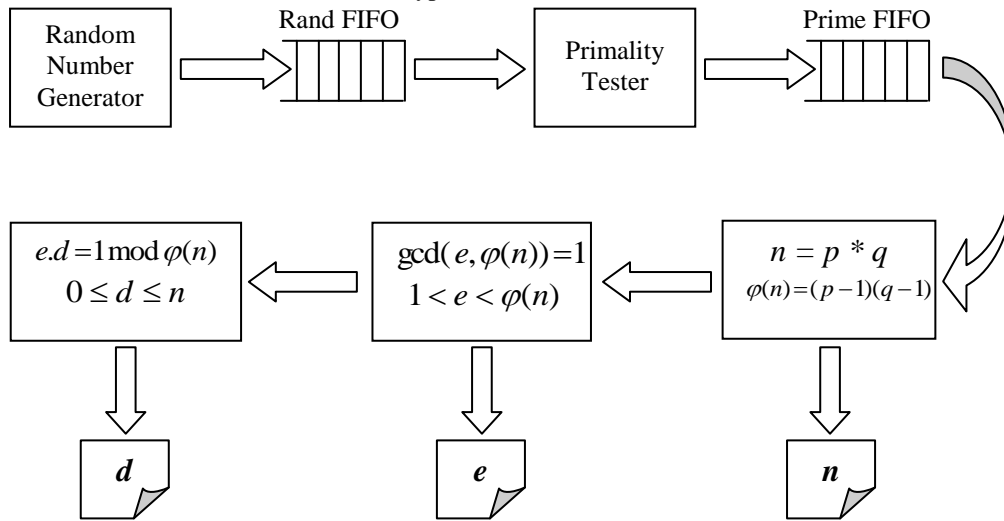 Rand FIFO
Prime FIFO
Random
Number
Generator
Primality
Tester
e.d = 1 mod φ(n)
0 ≤ d ≤ n
gcd(e, φ(n)) = 1
1 < e < φ(n)
n = p * q
φ(n) = (p − 1)(q − 1)
d
e
n